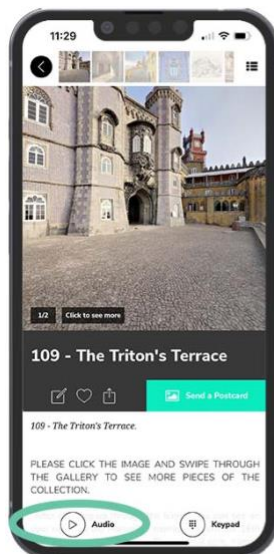 11:29
1/2 Click to see more
109 - The Triton's Terrace
Send a Postcard
109 - The Triton's Terrace.
PLEASE CLICK THE IMAGE AND SWIPE THROUGH
THE GALLERY TO SEE MORE PIECES OF THE
COLLECTION.
Audio Keypad